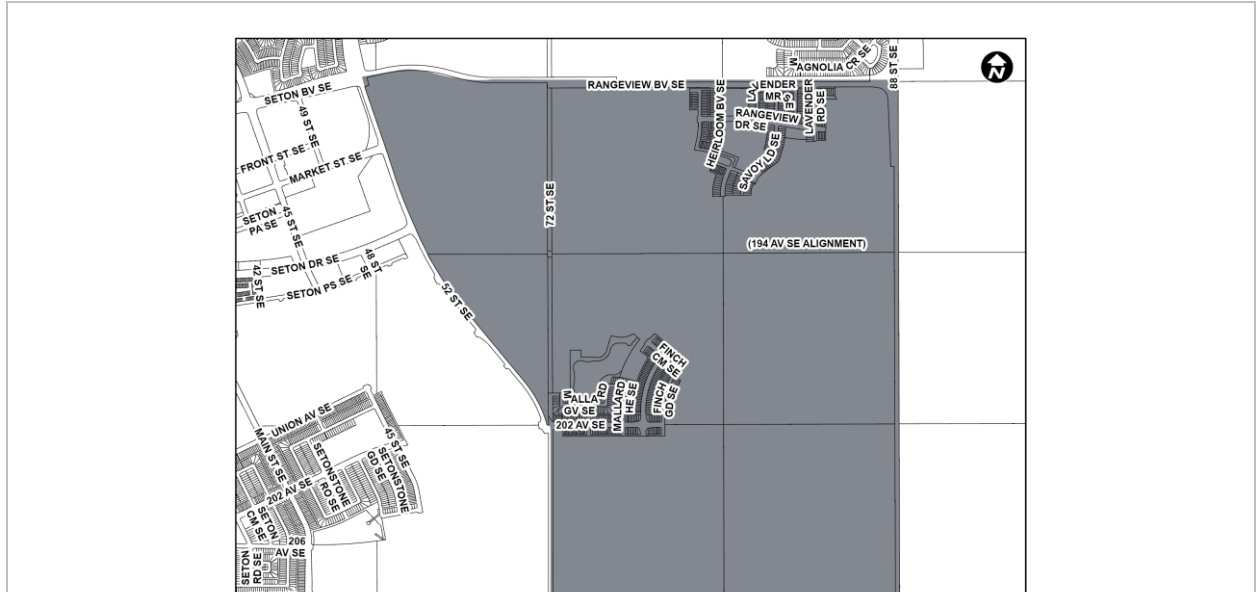 M
AGNOLIA
CR SE
88 ST SE
N
RANGEVIEW BV SE
LAVENDER
MR SE
LAVENDER
RD SE
SETON BV SE
49 ST SE
RANGEVIEW
DR SE
HEIRLOOM BV SE
FRONT ST SE
MARKET ST SE
SAVOY LD SE
72 ST SE
SETON
PA SE
45 ST SE
(194 AV SE ALIGNMENT)
48 ST
SE
SETON DR SE
42 ST SE
SETON PS SE
52 ST SE
FINCH
CM SE
MALLARD
GV SE
MALLARD
HE SE
FINCH
GD SE
202 AV SE
UNION AV SE
MAIN ST SE
45 ST SE
SETONSTONE
GD SE
SETONSTONE
RO SE
202 AV SE
SETON
CM SE
206
AV SE
SETON
RD SE